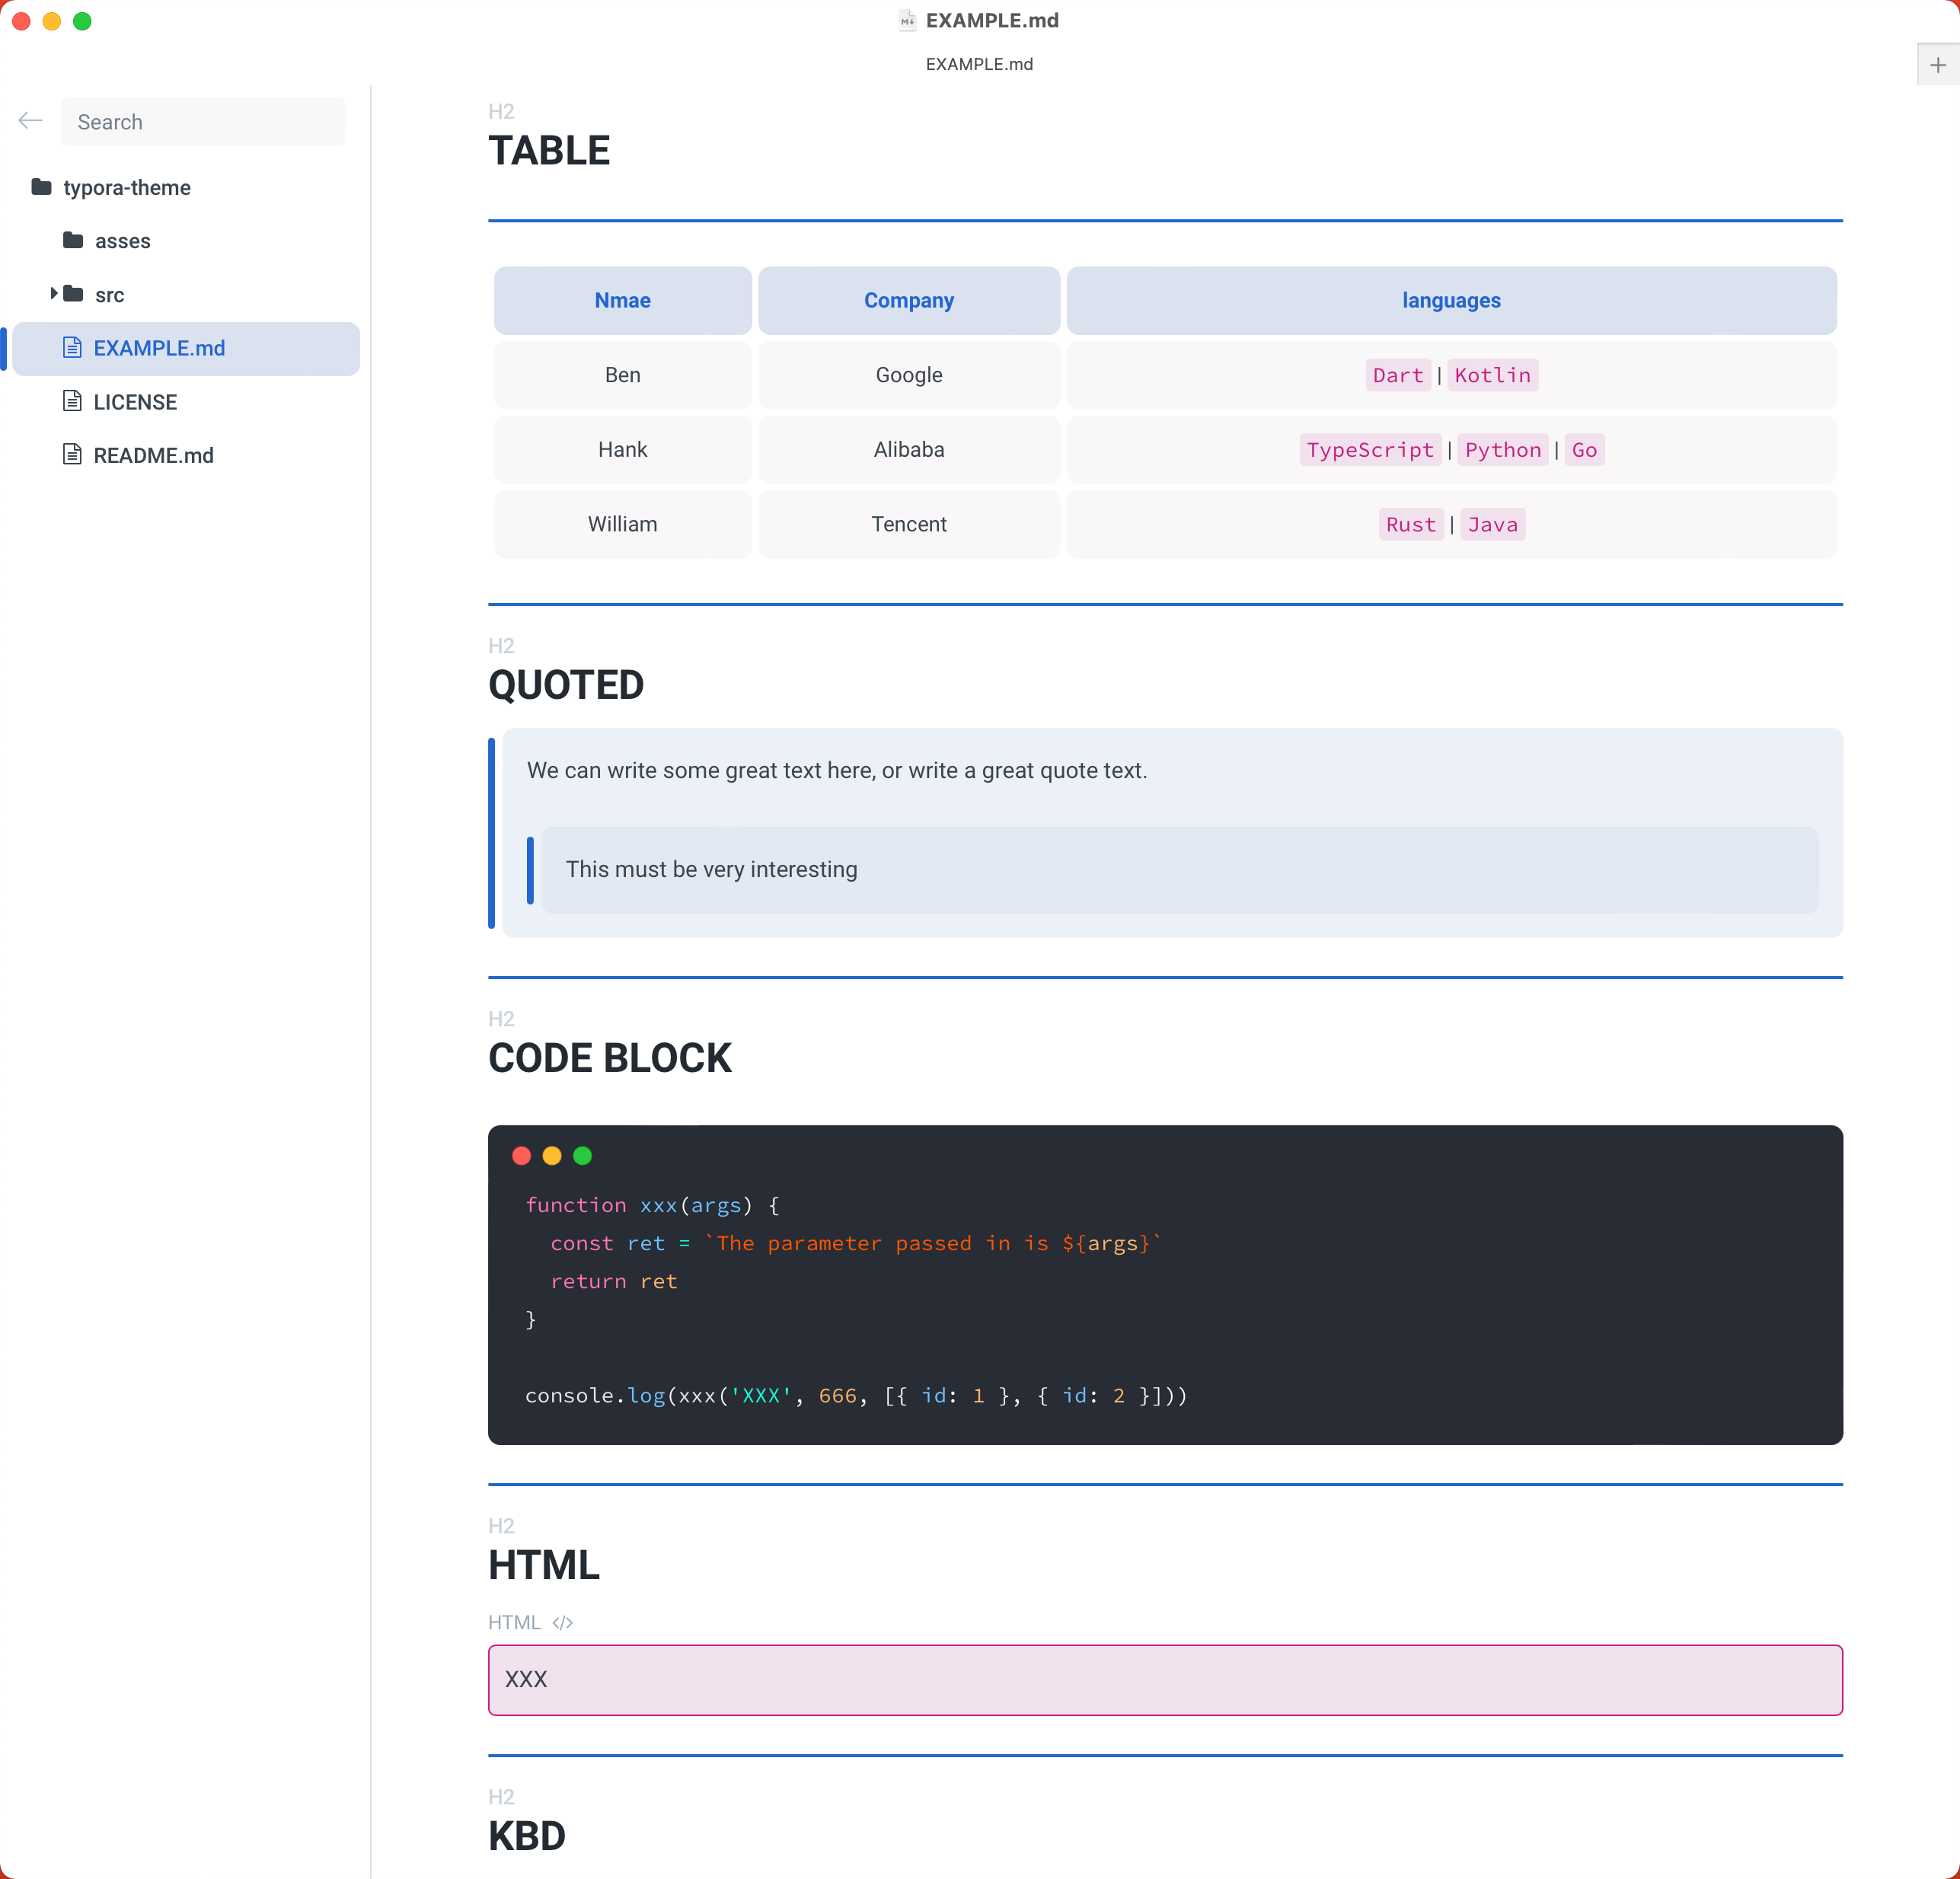 EXAMPLE.md
EXAMPLE.md
Search
typora-theme
asses
src
EXAMPLE.md
LICENSE
README.md
H2
TABLE
Nmae Company languages
Ben Google Dart | Kotlin
Hank Alibaba TypeScript | Python | Go
William Tencent Rust | Java
H2
QUOTED
We can write some great text here, or write a great quote text.
This must be very interesting
H2
CODE BLOCK
function xxx(args) {
  const ret = `The parameter passed in is ${args}`
  return ret
}
console.log(xxx('XXX', 666, [{ id: 1 }, { id: 2 }]))
H2
HTML
HTML </>
XXX
H2
KBD